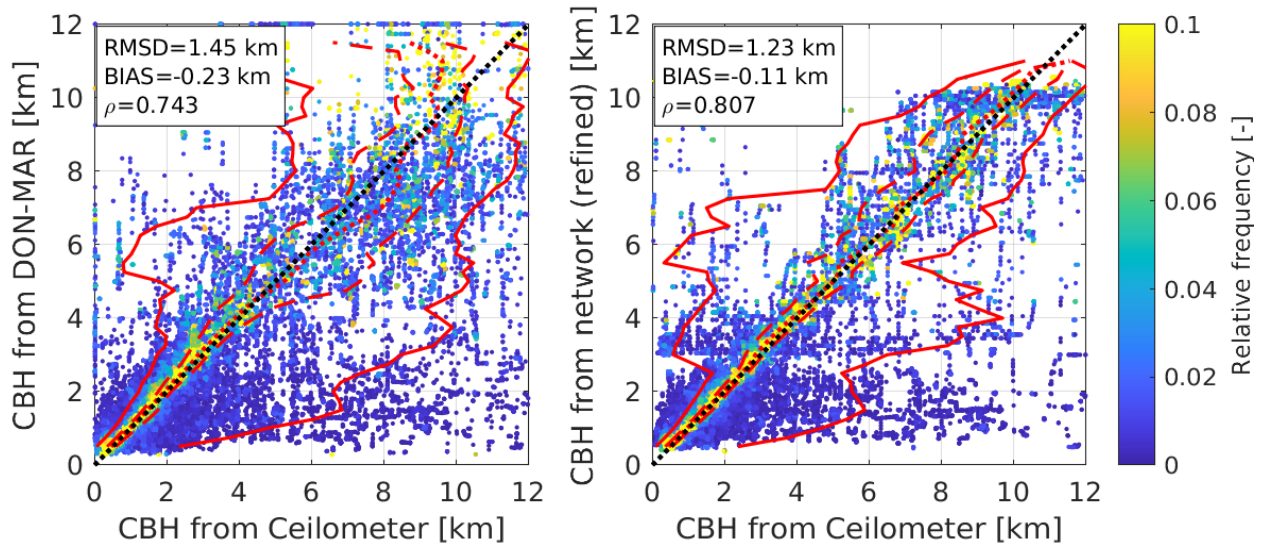 12
10
8
6
4
2
0
CBH from DON-MAR [km]
RMSD=1.45 km
BIAS=-0.23 km
ρ=0.743
0 2 4 6 8 10 12
CBH from Ceilometer [km]
12
10
8
6
4
2
0
CBH from network (refined) [km]
RMSD=1.23 km
BIAS=-0.11 km
ρ=0.807
0 2 4 6 8 10 12
CBH from Ceilometer [km]
0.1
0.08
0.06
0.04
0.02
0
Relative frequency [-]